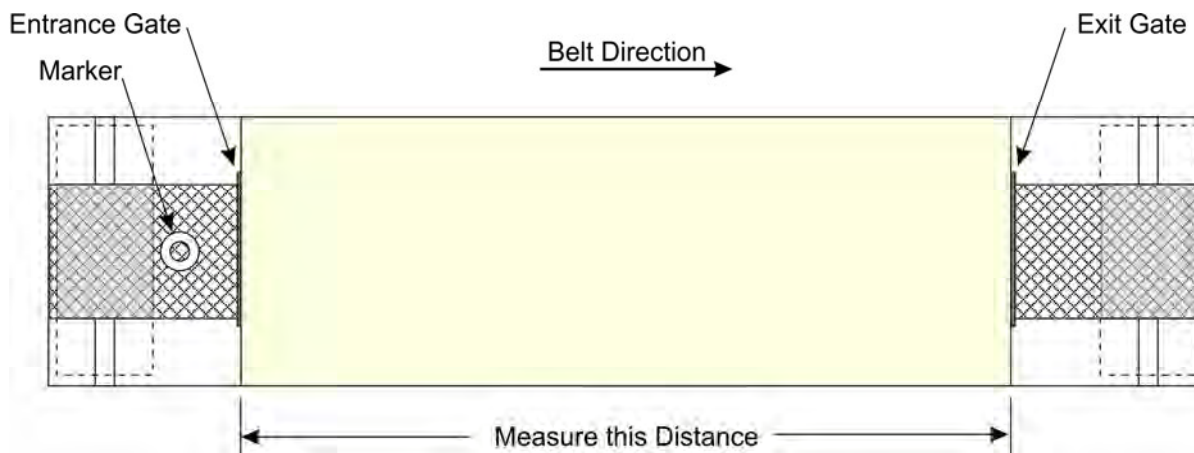 Entrance Gate
Marker
Belt Direction
Exit Gate
Measure this Distance